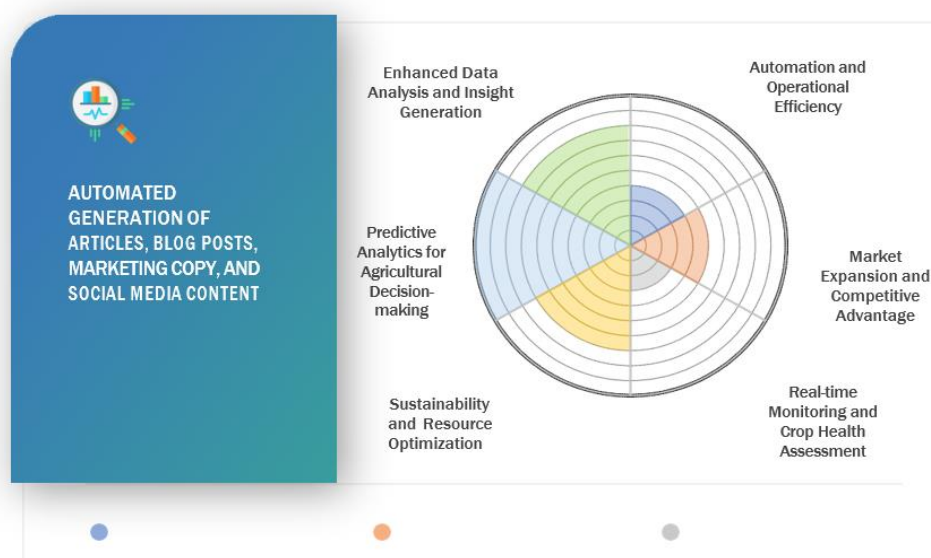 AUTOMATED
GENERATION OF
ARTICLES, BLOG POSTS,
MARKETING COPY, AND
SOCIAL MEDIA CONTENT
Enhanced Data
Analysis and Insight
Generation
Automation and
Operational
Efficiency
Predictive
Analytics for
Agricultural
Decision-
making
Market
Expansion and
Competitive
Advantage
Sustainability
and Resource
Optimization
Real-time
Monitoring and
Crop Health
Assessment